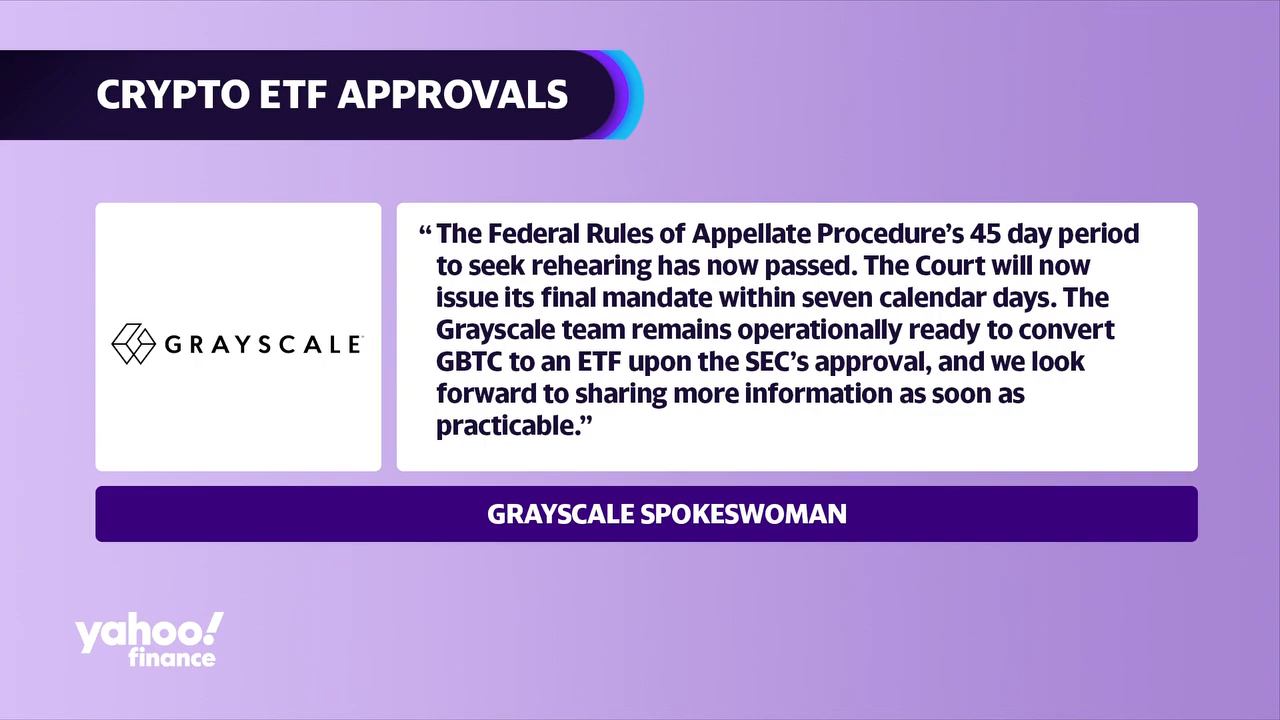 CRYPTO ETF APPROVALS
GRAYSCALE
“ The Federal Rules of Appellate Procedure’s 45 day period
to seek rehearing has now passed. The Court will now
issue its final mandate within seven calendar days. The
Grayscale team remains operationally ready to convert
GBTC to an ETF upon the SEC’s approval, and we look
forward to sharing more information as soon as
practicable.”
GRAYSCALE SPOKESWOMAN
yahoo!
finance